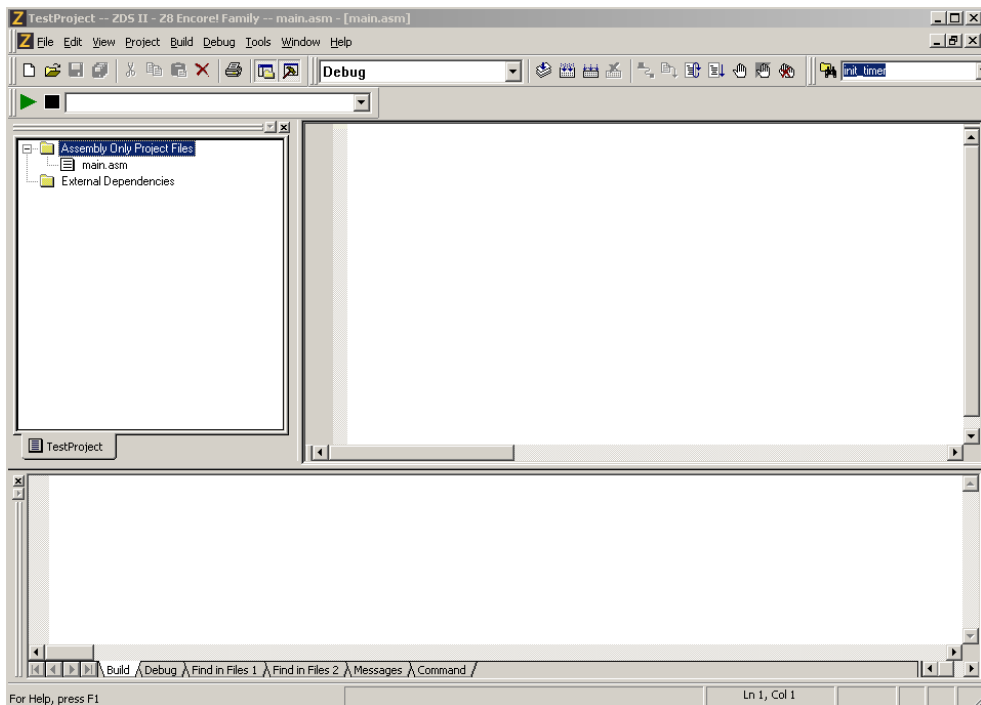 Z TestProject -- ZDS II - Z8 Encore! Family -- main.asm - [main.asm]
Z File Edit View Project Build Debug Tools Window Help
Debug init_timer
Assembly Only Project Files
main.asm
External Dependencies
TestProject
Build Debug Find in Files 1 Find in Files 2 Messages Command
For Help, press F1 Ln 1, Col 1